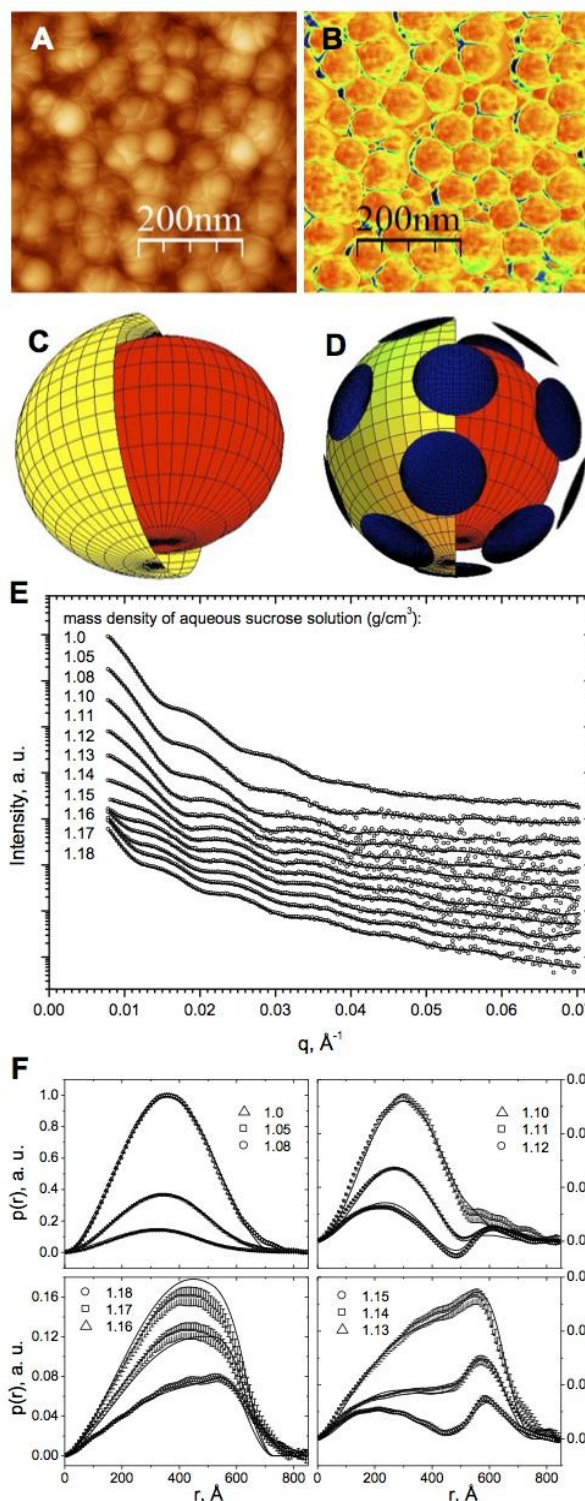 A
B
200nm
200nm
C
D
E
mass density of aqueous sucrose solution (g/cm³):
1.0
1.05
1.08
1.10
1.11
1.12
1.13
1.14
1.15
1.16
1.17
1.18
Intensity, a. u.
0.00 0.01 0.02 0.03 0.04 0.05 0.06
q, Å⁻¹
F
p(r), a. u.
1.0
0.8
0.6
0.4
0.2
0.0
1.0
1.05
1.08
1.10
1.11
1.12
p(r), a. u.
0.16
0.12
0.08
0.04
0.00
1.18
1.17
1.16
1.15
1.14
1.13
0 200 400 600 800
r, Å
0 200 400 600 800
r, Å